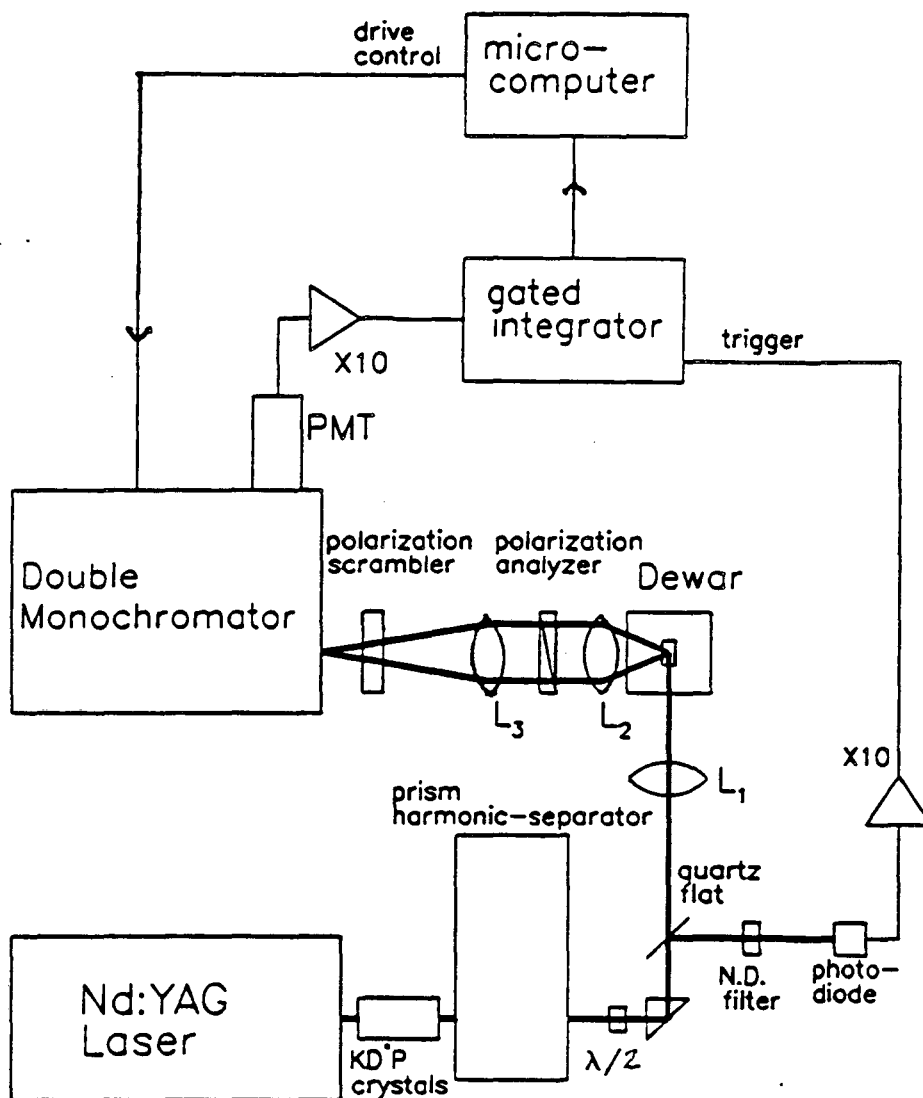 drive
control
micro-
computer
gated
integrator
trigger
X10
PMT
Double
Monochromator
polarization
scrambler
polarization
analyzer
Dewar
L3
L2
L1
X10
prism
harmonic-separator
quartz
flat
N.D.
filter
photo-
diode
Nd:YAG
Laser
KD*P
crystals
λ/2